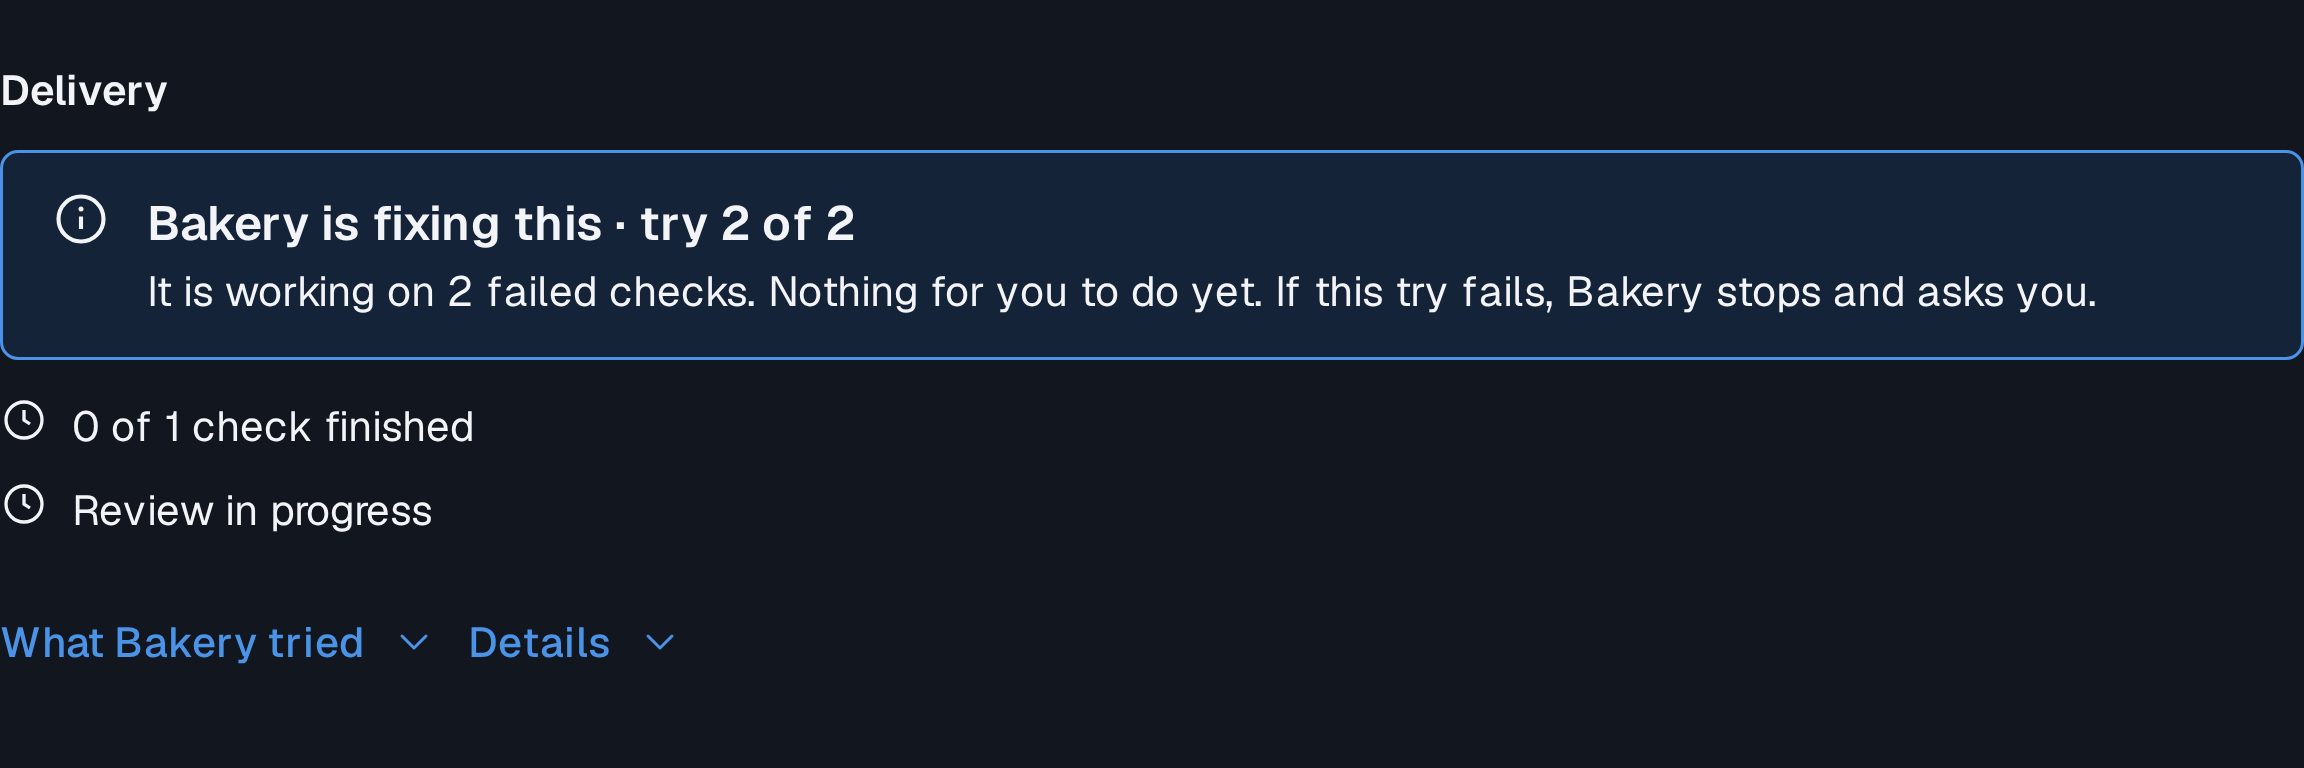 Delivery
Bakery is fixing this · try 2 of 2
It is working on 2 failed checks. Nothing for you to do yet. If this try fails, Bakery stops and asks you.
0 of 1 check finished
Review in progress
What Bakery tried
Details